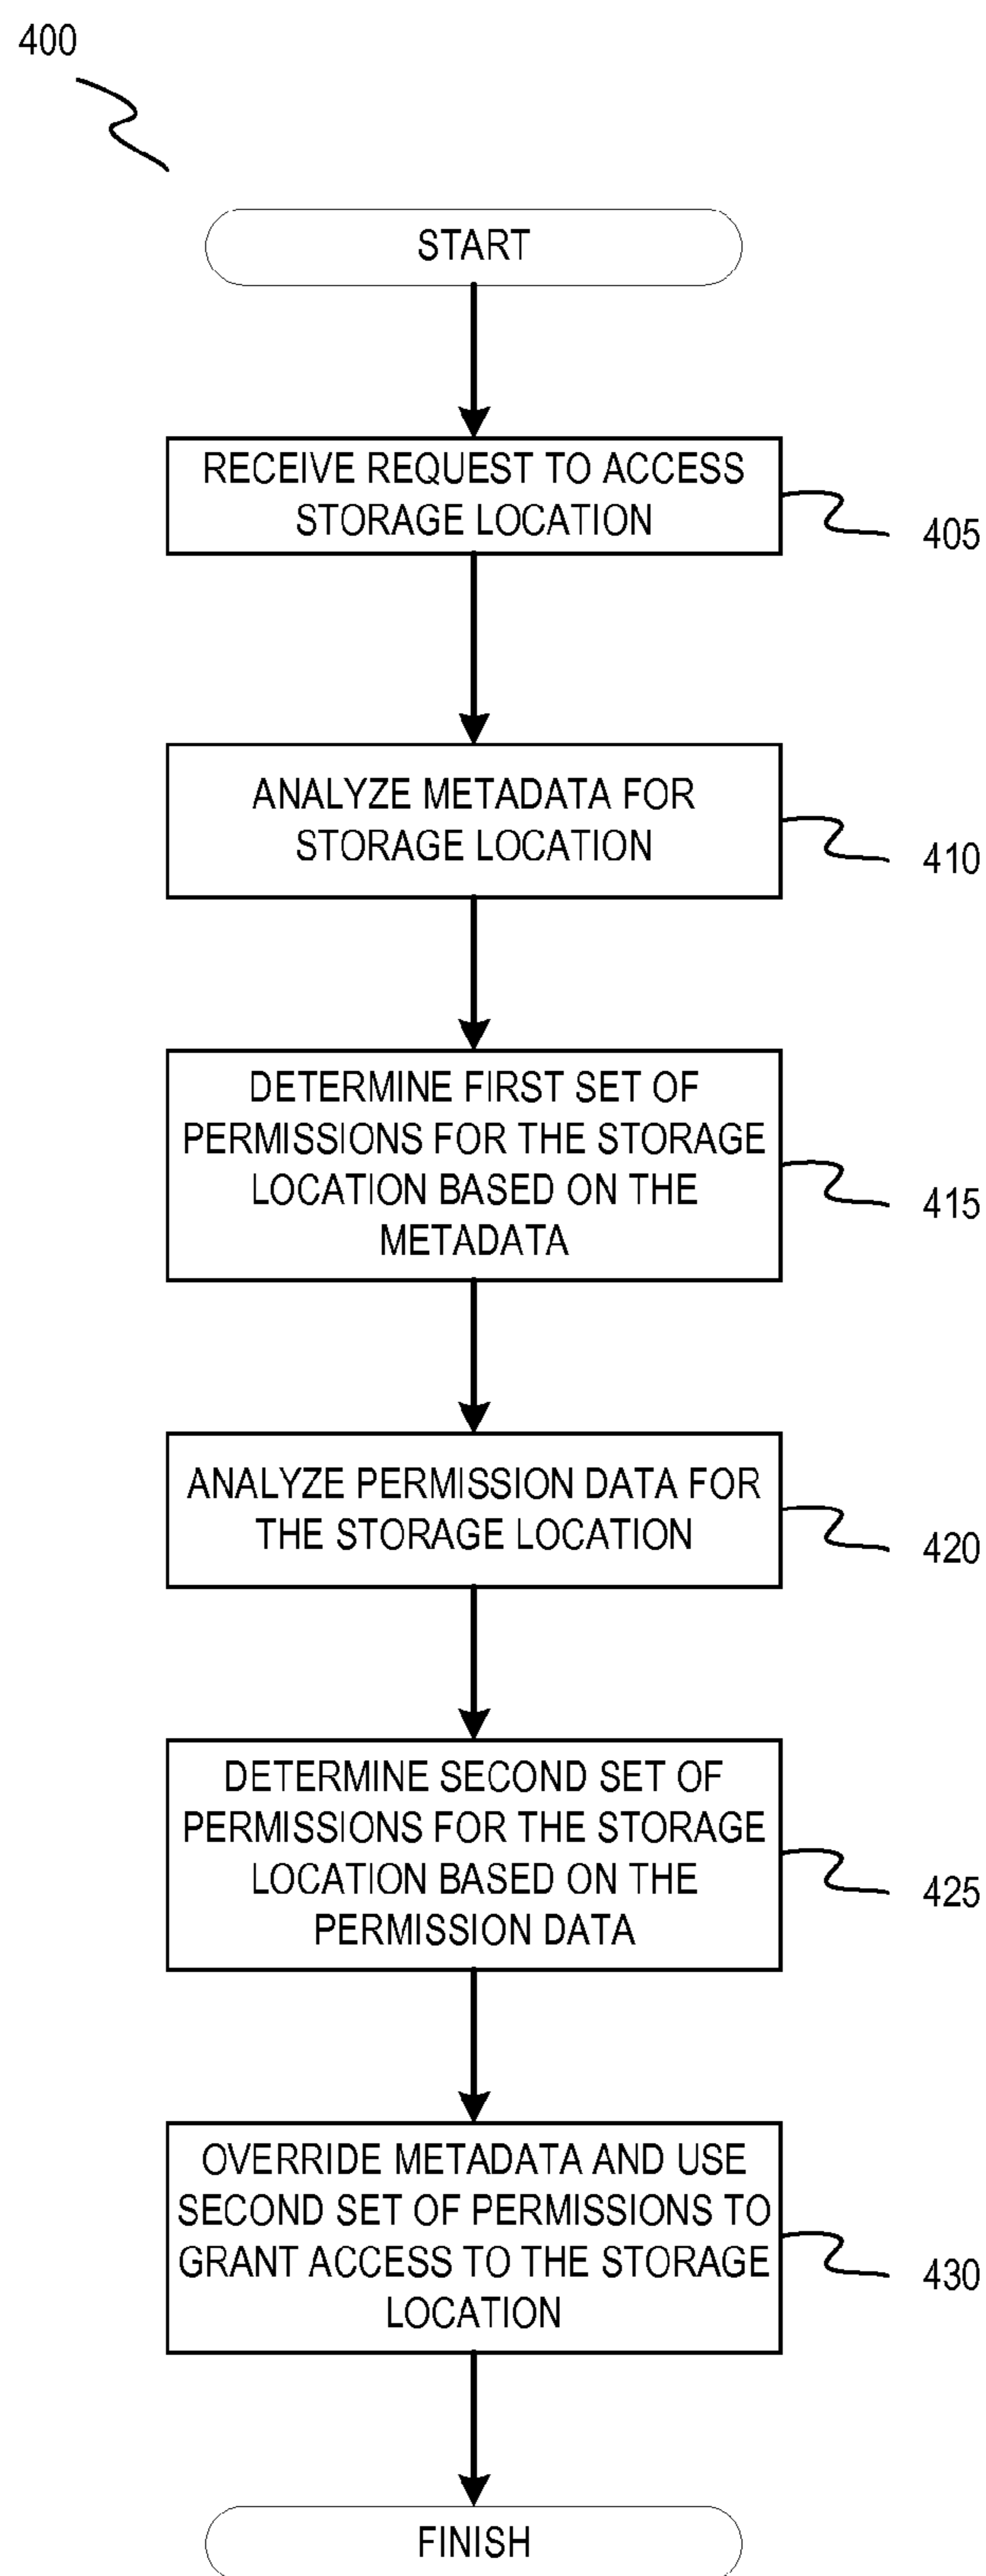 400
START
RECEIVE REQUEST TO ACCESS
STORAGE LOCATION
405
ANALYZE METADATA FOR
STORAGE LOCATION
410
DETERMINE FIRST SET OF
PERMISSIONS FOR THE STORAGE
LOCATION BASED ON THE
METADATA
415
ANALYZE PERMISSION DATA FOR
THE STORAGE LOCATION
420
DETERMINE SECOND SET OF
PERMISSIONS FOR THE STORAGE
LOCATION BASED ON THE
PERMISSION DATA
425
OVERRIDE METADATA AND USE
SECOND SET OF PERMISSIONS TO
GRANT ACCESS TO THE STORAGE
LOCATION
430
FINISH